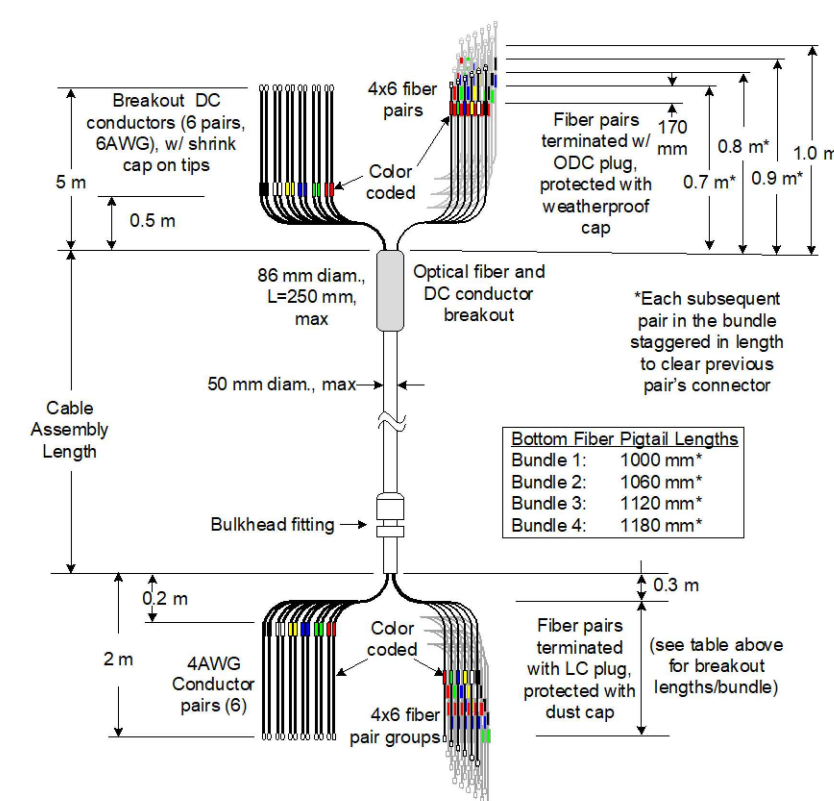 Breakout DC
conductors (6 pairs,
6AWG), w/ shrink
cap on tips
5 m
0.5 m
4x6 fiber
pairs
Color
coded
Fiber pairs
terminated w/
ODC plug,
protected with
weatherproof
cap
170
mm
0.7 m*
0.8 m*
0.9 m*
1.0 m
86 mm diam.,
L=250 mm,
max
Optical fiber and
DC conductor
breakout
*Each subsequent
pair in the bundle
staggered in length
to clear previous
pair's connector
50 mm diam., max
Cable
Assembly
Length
Bottom Fiber Pigtail Lengths
Bundle 1: 1000 mm*
Bundle 2: 1060 mm*
Bundle 3: 1120 mm*
Bundle 4: 1180 mm*
Bulkhead fitting
0.2 m
2 m
4AWG
Conductor
pairs (6)
Color
coded
4x6 fiber
pair groups
Fiber pairs
terminated
with LC plug,
protected with
dust cap
0.3 m
(see table above
for breakout
lengths/bundle)